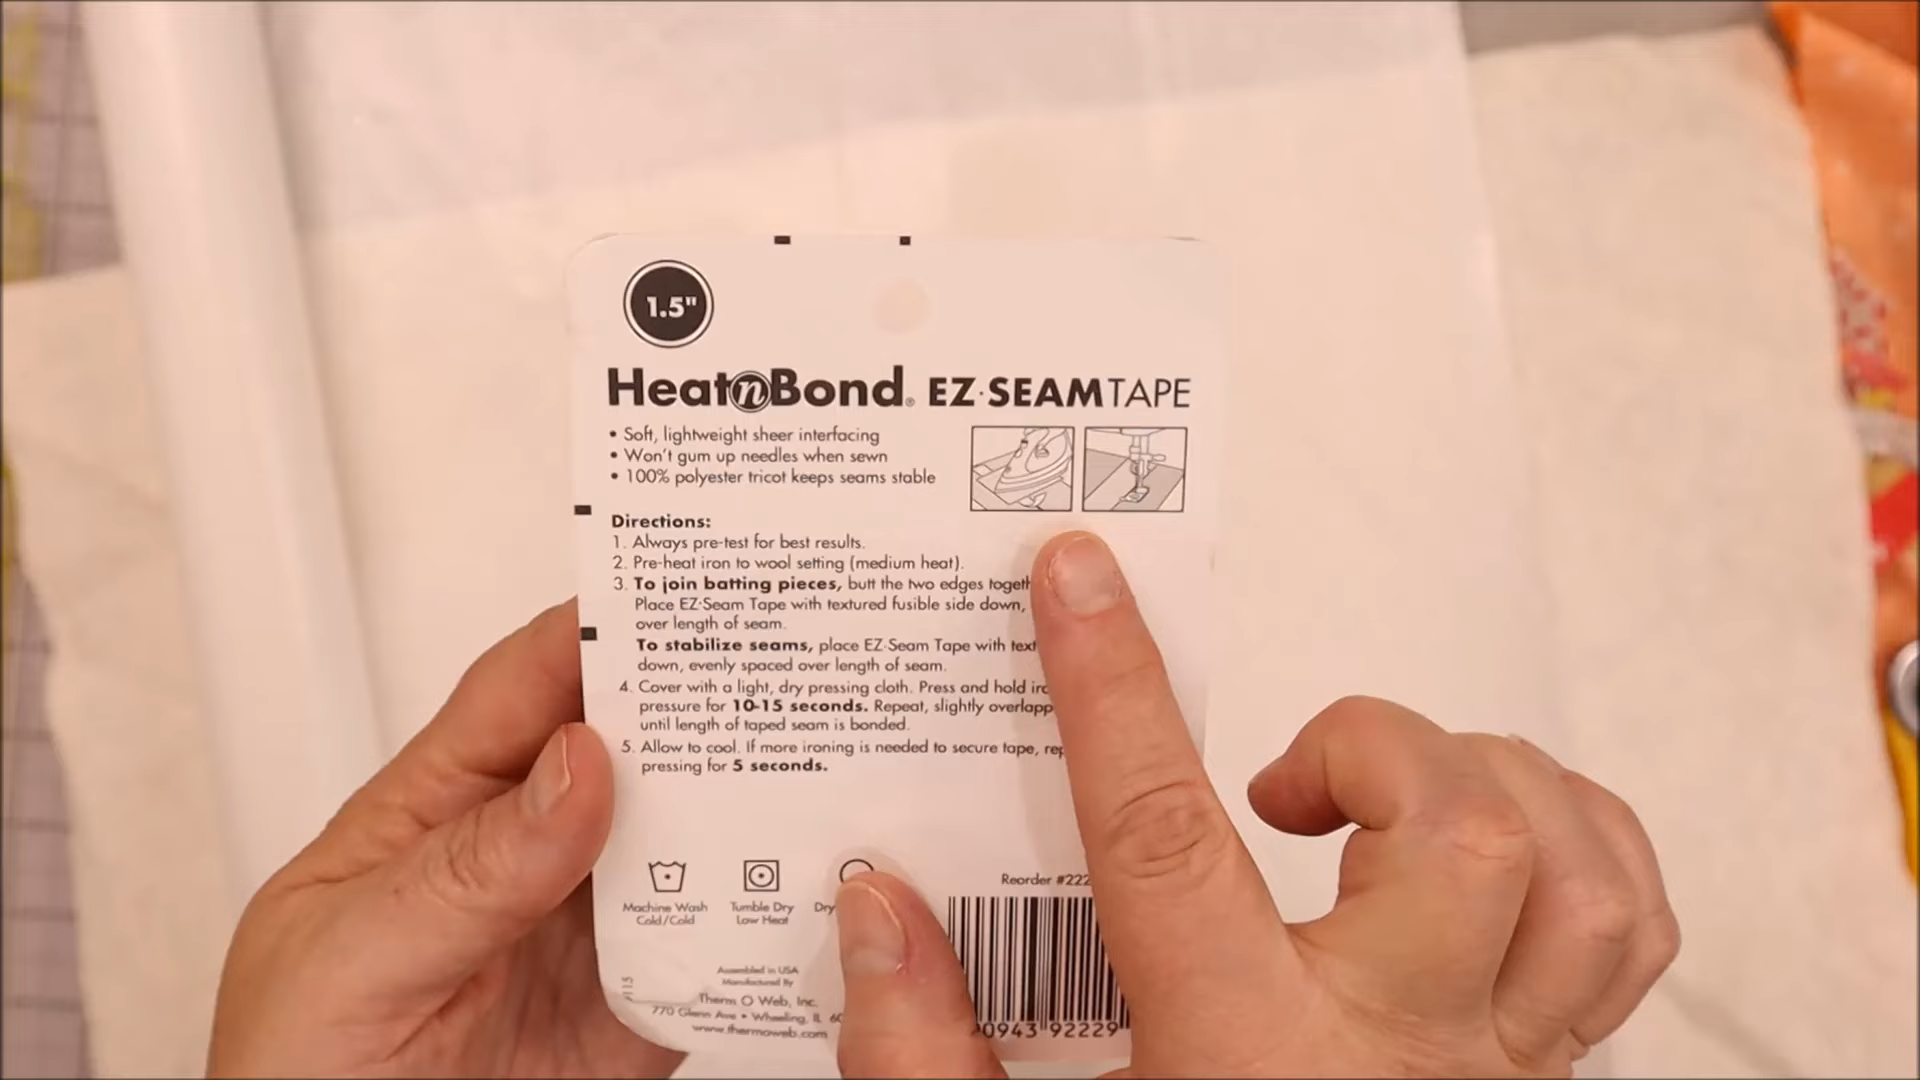 1.5"
HeatnBond® EZ·SEAMTAPE
• Soft, lightweight sheer interfacing
• Won't gum up needles when sewn
• 100% polyester tricot keeps seams stable
Directions:
1. Always pre-test for best results.
2. Pre-heat iron to wool setting (medium heat).
3. To join batting pieces, butt the two edges togeth
Place EZ·Seam Tape with textured fusible side down,
over length of seam.
To stabilize seams, place EZ·Seam Tape with text
down, evenly spaced over length of seam.
4. Cover with a light, dry pressing cloth. Press and hold iro
pressure for 10-15 seconds. Repeat, slightly overlapp
until length of taped seam is bonded.
5. Allow to cool. If more ironing is needed to secure tape, rep
pressing for 5 seconds.
Reorder #222
Machine Wash
Cold/Cold
Tumble Dry
Low Heat
Dry
Assembled in USA
Manufactured By
Therm O Web, Inc.
770 Glenn Ave • Wheeling, IL 60
www.thermoweb.com
0943 92229